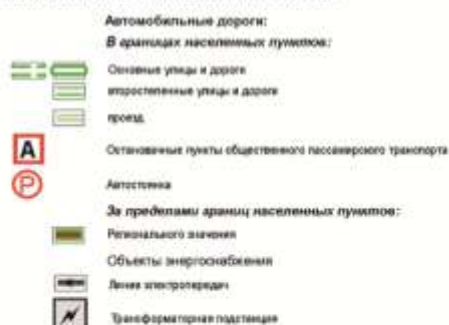 Автомобильные дороги:
В границах населенных пунктов:
Основные улицы и дороги
второстепенные улицы и дороги
проезд
А
Остановочные пункты общественного пассажирского транспорта
Р
Автостоянка
За пределами границ населенных пунктов:
Регионального значения
Объекты энергоснабжения
Линия электропередач
Трансформаторная подстанция